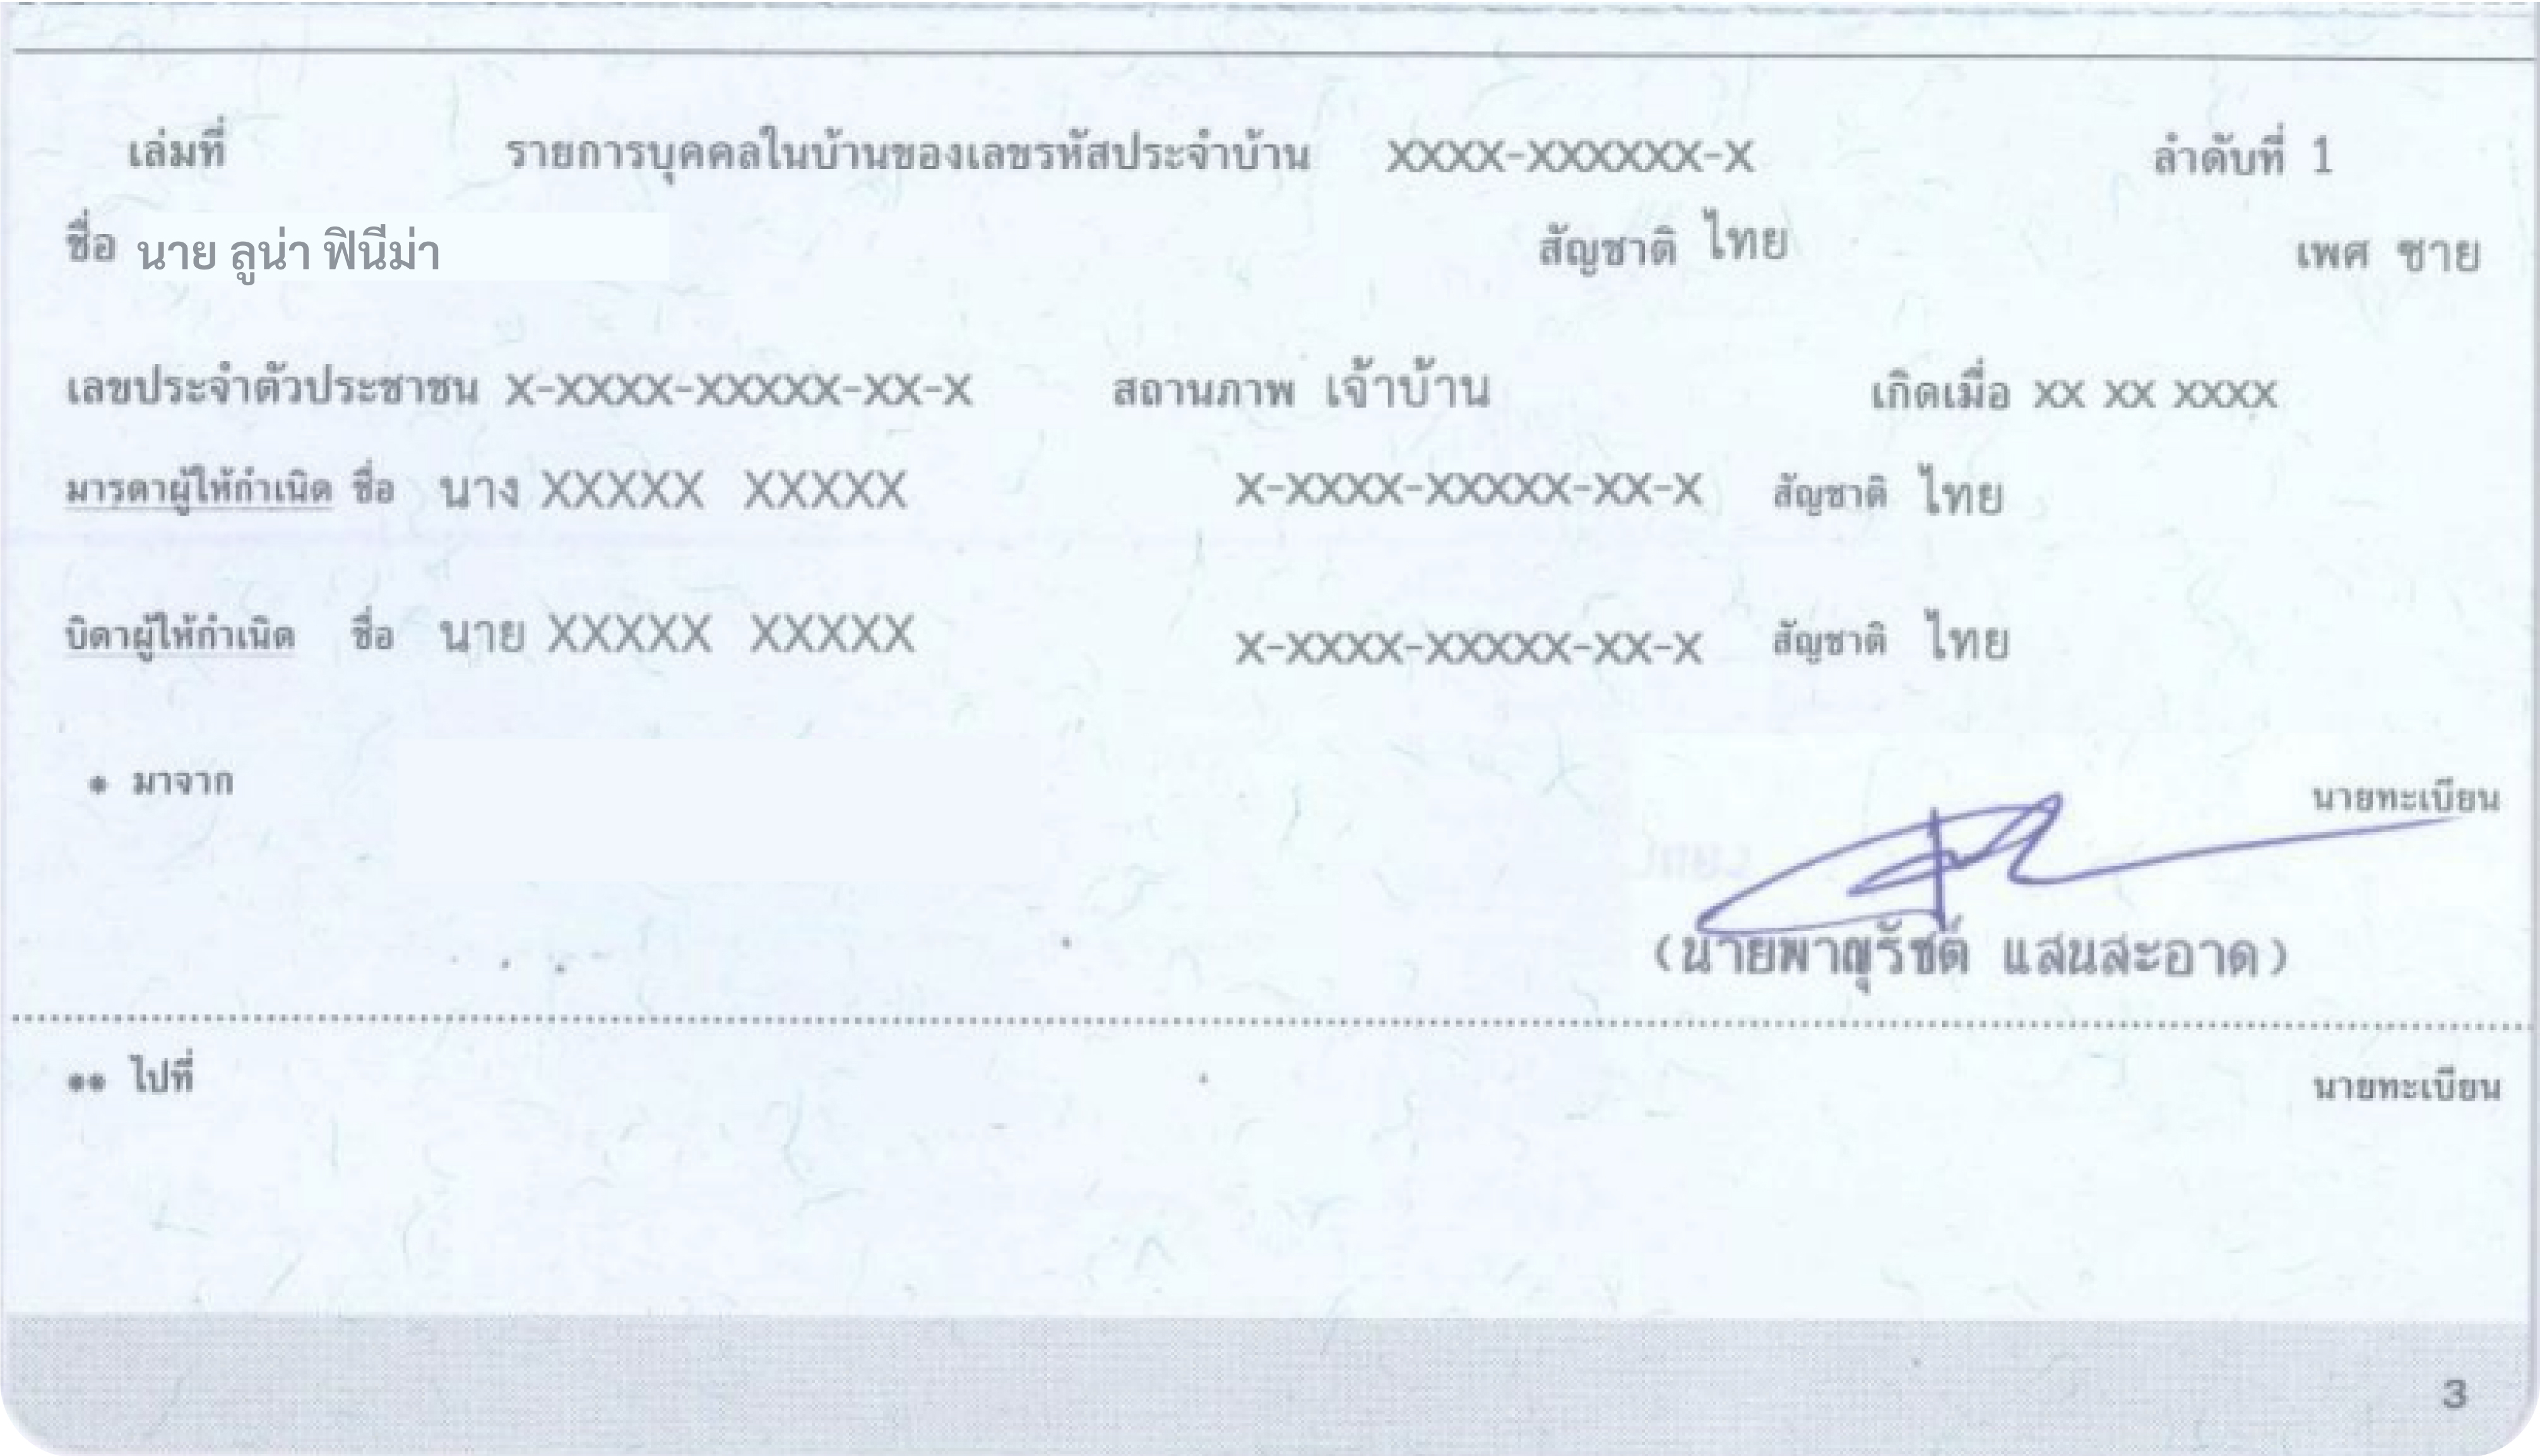 เล่มที่ รายการบุคคลในบ้านของเลขรหัสประจำบ้าน XXXX-XXXXXX-X ลำดับที่ 1
ชื่อ นาย ลูน่า ฟินีม่า สัญชาติ ไทย เพศ ชาย
เลขประจำตัวประชาชน X-XXXX-XXXXX-XX-X สถานภาพ เจ้าบ้าน เกิดเมื่อ XX XX XXXX
มารดาผู้ให้กำเนิด ชื่อ นาง XXXXX XXXXX X-XXXX-XXXXX-XX-X สัญชาติ ไทย
บิดาผู้ให้กำเนิด ชื่อ นาย XXXXX XXXXX X-XXXX-XXXXX-XX-X สัญชาติ ไทย
* มาจาก นายทะเบียน
(นายพาณุรัชต์ แสนสะอาด)
** ไปที่ นายทะเบียน
3